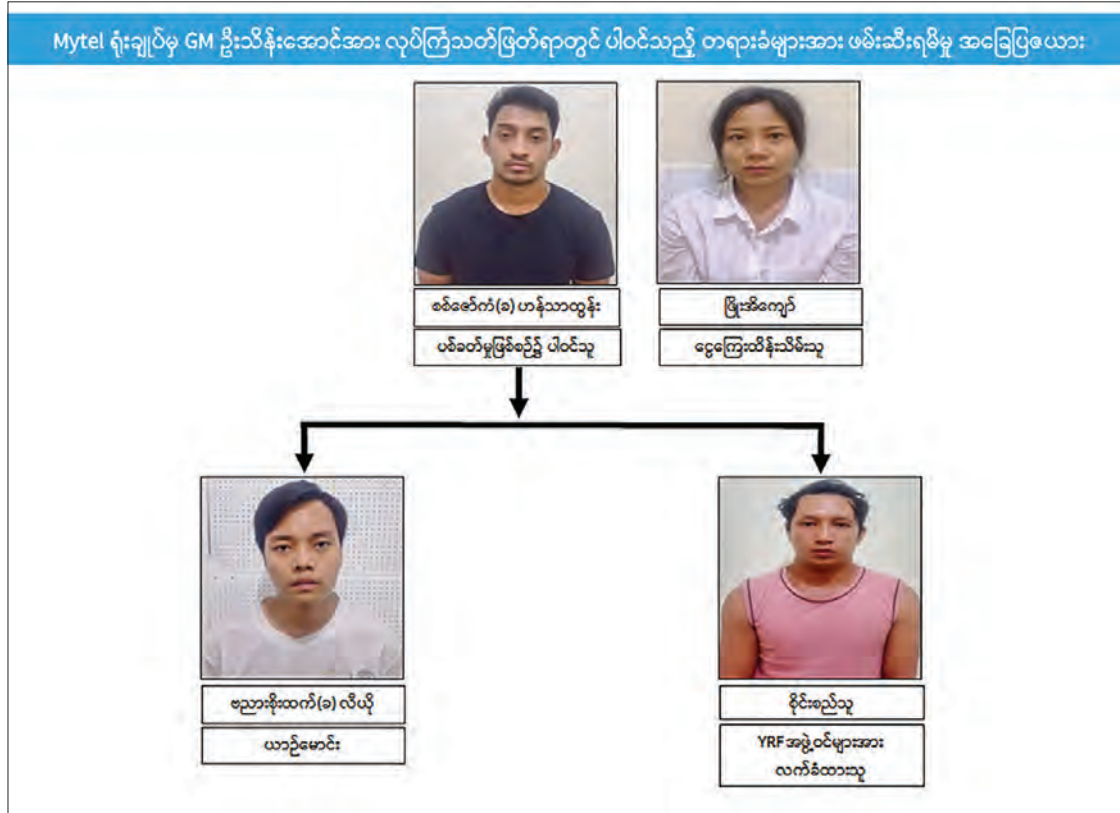 Mytel ရုံးချုပ်မှ GM ဦးသိန်းအောင်အား လုပ်ကြံသတ်ဖြတ်ရာတွင် ပါဝင်သည့် တရားခံများအား ဖမ်းဆီးရမိမှု အခြေပြဇယား
စစ်ဇော်ကံ(ခ) ဟန်သာထွန်း
ပစ်ခတ်မှုဖြစ်စဉ်၌ ပါဝင်သူ
ဖြိုးအိကျော်
ငွေကြေးထိန်းသိမ်းသူ
ဗညားစိုးထက်(ခ) လီယို
ယာဉ်မောင်း
စိုင်းစည်သူ
YRF အဖွဲ့ဝင်များအား
လက်ခံထားသူ